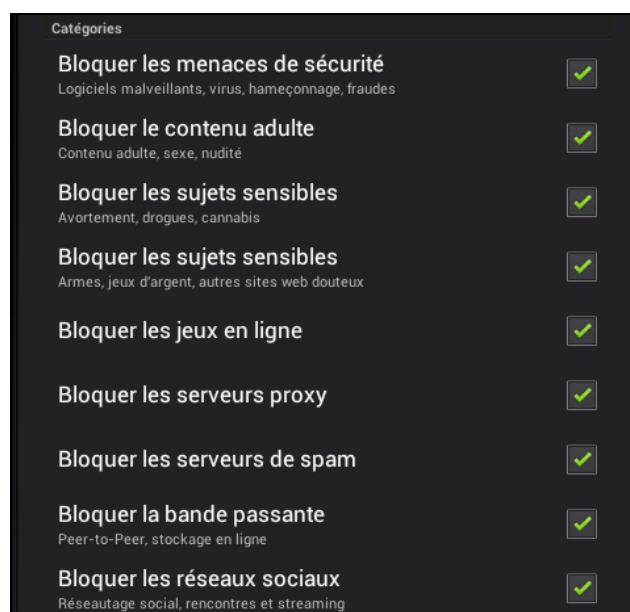 Catégories
Bloquer les menaces de sécurité
Logiciels malveillants, virus, hameçonnage, fraudes
Bloquer le contenu adulte
Contenu adulte, sexe, nudité
Bloquer les sujets sensibles
Avortement, drogues, cannabis
Bloquer les sujets sensibles
Armes, jeux d'argent, autres sites web douteux
Bloquer les jeux en ligne
Bloquer les serveurs proxy
Bloquer les serveurs de spam
Bloquer la bande passante
Peer-to-Peer, stockage en ligne
Bloquer les réseaux sociaux
Réseautage social, rencontres et streaming